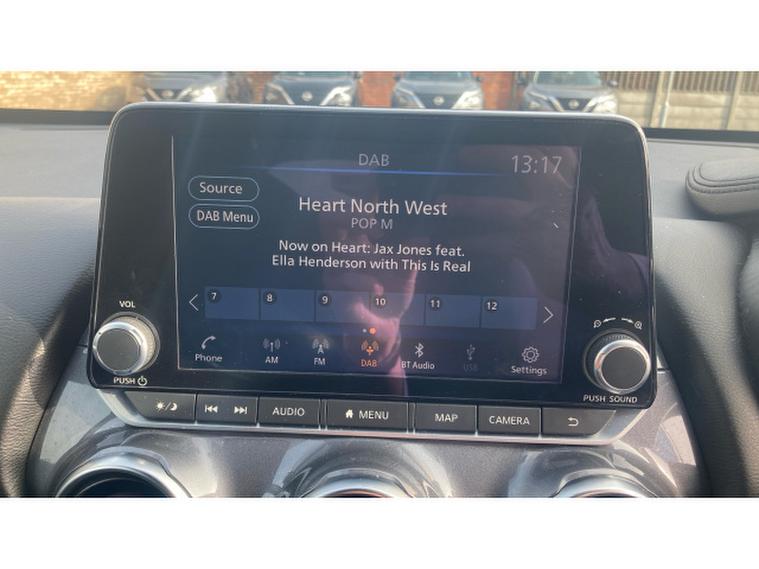 DAB
13:17
Source
DAB Menu
Heart North West
POP M
Now on Heart: Jax Jones feat.
Ella Henderson with This Is Real
7 8 9 10 11 12
Phone
AM
FM
DAB
BT Audio
USB
Settings
VOL
PUSH
PUSH SOUND
AUDIO
MENU
MAP
CAMERA